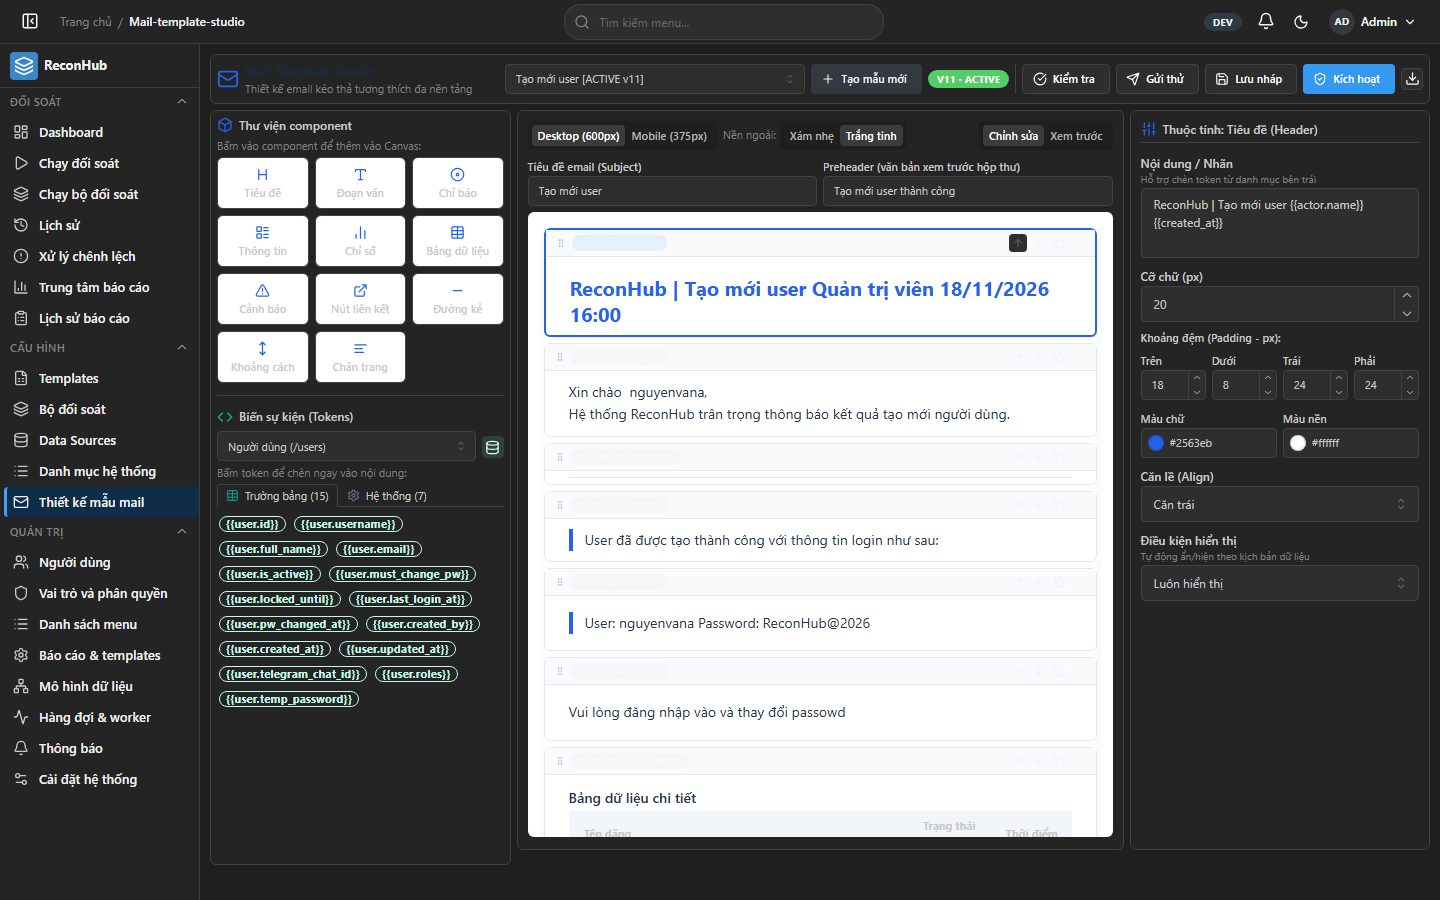 Trang chủ / Mail-template-studio
Tìm kiếm menu...
DEV
AD Admin
ReconHub
ĐỐI SOÁT
Dashboard
Chạy đối soát
Chạy bộ đối soát
Lịch sử
Xử lý chênh lệch
Trung tâm báo cáo
Lịch sử báo cáo
CẤU HÌNH
Templates
Bộ đối soát
Data Sources
Danh mục hệ thống
Thiết kế mẫu mail
QUẢN TRỊ
Người dùng
Vai trò và phân quyền
Danh sách menu
Báo cáo & templates
Mô hình dữ liệu
Hàng đợi & worker
Thông báo
Cài đặt hệ thống
Mail Template Studio
Thiết kế email kéo thả tương thích đa nền tảng
Tạo mới user [ACTIVE v11]
Tạo mẫu mới
V11 · ACTIVE
Kiểm tra
Gửi thử
Lưu nháp
Kích hoạt
Thư viện component
Bấm vào component để thêm vào Canvas:
Tiêu đề
Đoạn văn
Chỉ báo
Thông tin
Chỉ số
Bảng dữ liệu
Cảnh báo
Nút liên kết
Đường kẻ
Khoảng cách
Chân trang
Biến sự kiện (Tokens)
Người dùng (/users)
Bấm token để chèn ngay vào nội dung:
Trường bảng (15)
Hệ thống (7)
{{user.id}} {{user.username}}
{{user.full_name}} {{user.email}}
{{user.is_active}} {{user.must_change_pw}}
{{user.locked_until}} {{user.last_login_at}}
{{user.pw_changed_at}} {{user.created_by}}
{{user.created_at}} {{user.updated_at}}
{{user.telegram_chat_id}} {{user.roles}}
{{user.temp_password}}
Desktop (600px) Mobile (375px) Nền ngoài: Xám nhẹ Trắng tinh
Chỉnh sửa Xem trước
Tiêu đề email (Subject)
Tạo mới user
Preheader (văn bản xem trước hộp thư)
Tạo mới user thành công
ReconHub | Tạo mới user Quản trị viên 18/11/2026
16:00
Xin chào nguyenvana,
Hệ thống ReconHub trân trọng thông báo kết quả tạo mới người dùng.
User đã được tạo thành công với thông tin login như sau:
User: nguyenvana Password: ReconHub@2026
Vui lòng đăng nhập vào và thay đổi passowd
Bảng dữ liệu chi tiết
Tên đăng
Trạng thái
Thời điểm
Thuộc tính: Tiêu đề (Header)
Nội dung / Nhãn
Hỗ trợ chèn token từ danh mục bên trái
ReconHub | Tạo mới user {{actor.name}}
{{created_at}}
Cỡ chữ (px)
20
Khoảng đệm (Padding - px):
Trên Dưới Trái Phải
18 8 24 24
Màu chữ Màu nền
#2563eb #ffffff
Căn lề (Align)
Căn trái
Điều kiện hiển thị
Tự động ẩn/hiện theo kịch bản dữ liệu
Luôn hiển thị